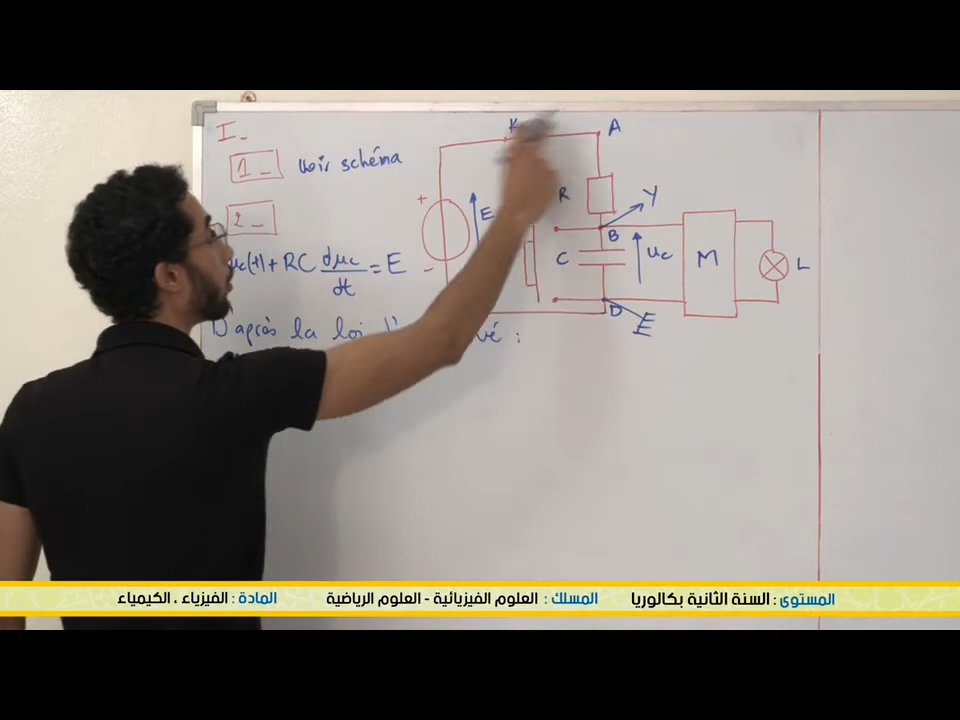 I_
1_ Voir schéma
2_
uc(t) + RC duc/dt = E
D'après la loi
vé :
K
A
+
E
R
Y
B
C
uc
M
L
-
D
المستوى : السنة الثانية بكالوريا
المسلك : العلوم الفيزيائية - العلوم الرياضية
المادة : الفيزياء ، الكيمياء